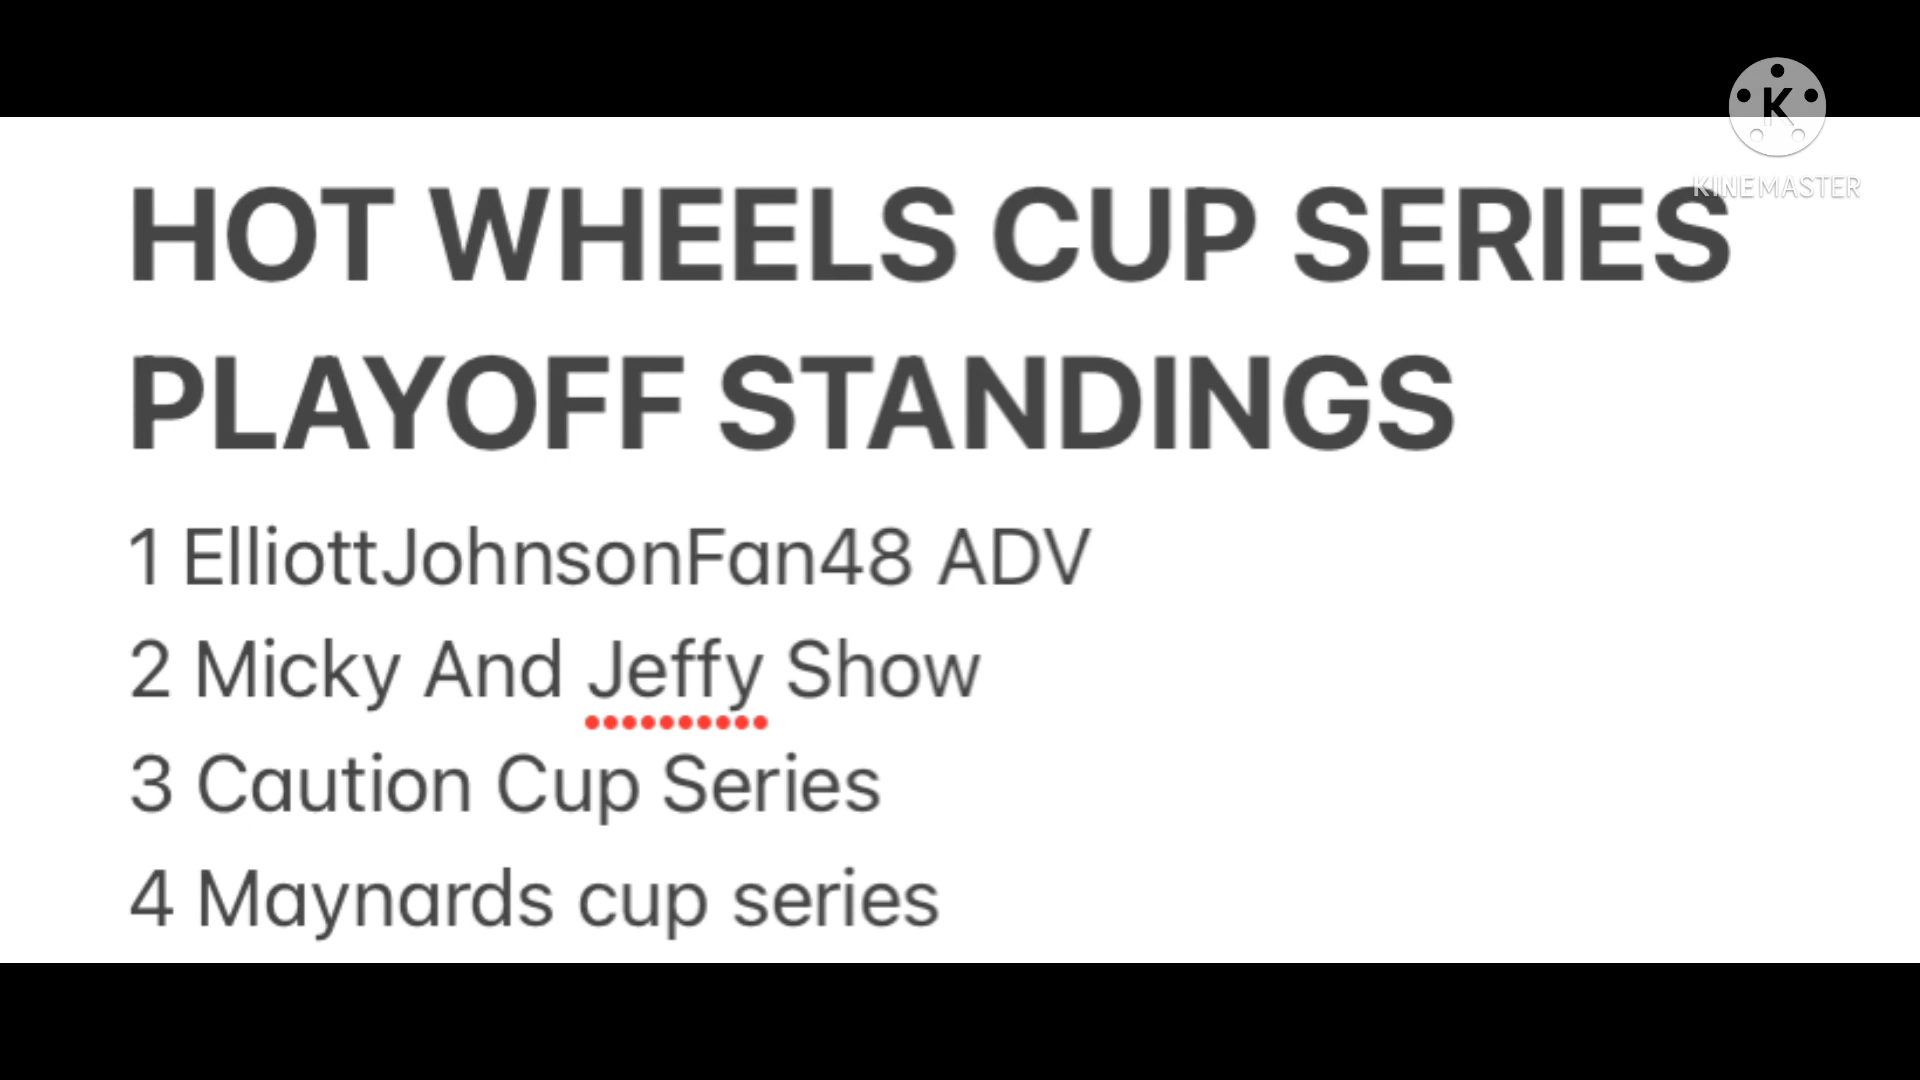 K
KINEMASTER
HOT WHEELS CUP SERIES
PLAYOFF STANDINGS
1 ElliottJohnsonFan48 ADV
2 Micky And Jeffy Show
3 Caution Cup Series
4 Maynards cup series